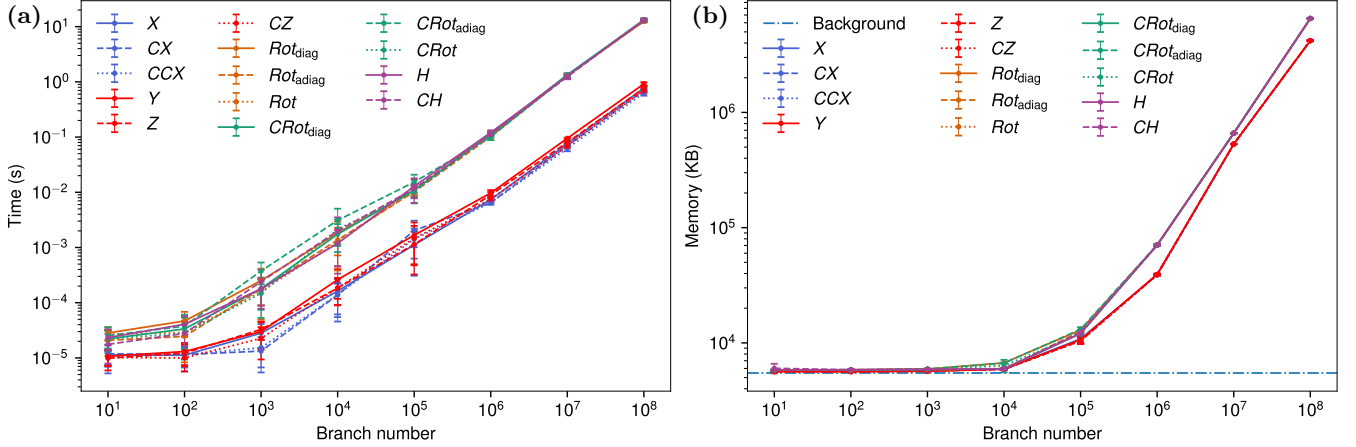 (a)
Time (s)
10^1
10^0
10^-1
10^-2
10^-3
10^-4
10^-5
X
CX
CCX
Y
Z
CZ
Rot_diag
Rot_adiag
Rot
CRot_diag
CRot_adiag
CRot
H
CH
10^1 10^2 10^3 10^4 10^5 10^6 10^7 10^8
Branch number
(b)
Memory (KB)
10^6
10^5
10^4
Background
X
CX
CCX
Y
Z
CZ
Rot_diag
Rot_adiag
Rot
CRot_diag
CRot_adiag
CRot
H
CH
10^1 10^2 10^3 10^4 10^5 10^6 10^7 10^8
Branch number